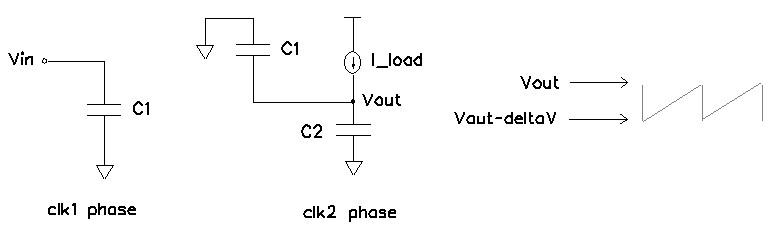 Vin
C1
clk1 phase
C1
I_load
Vout
C2
clk2 phase
Vout
Vout-deltaV